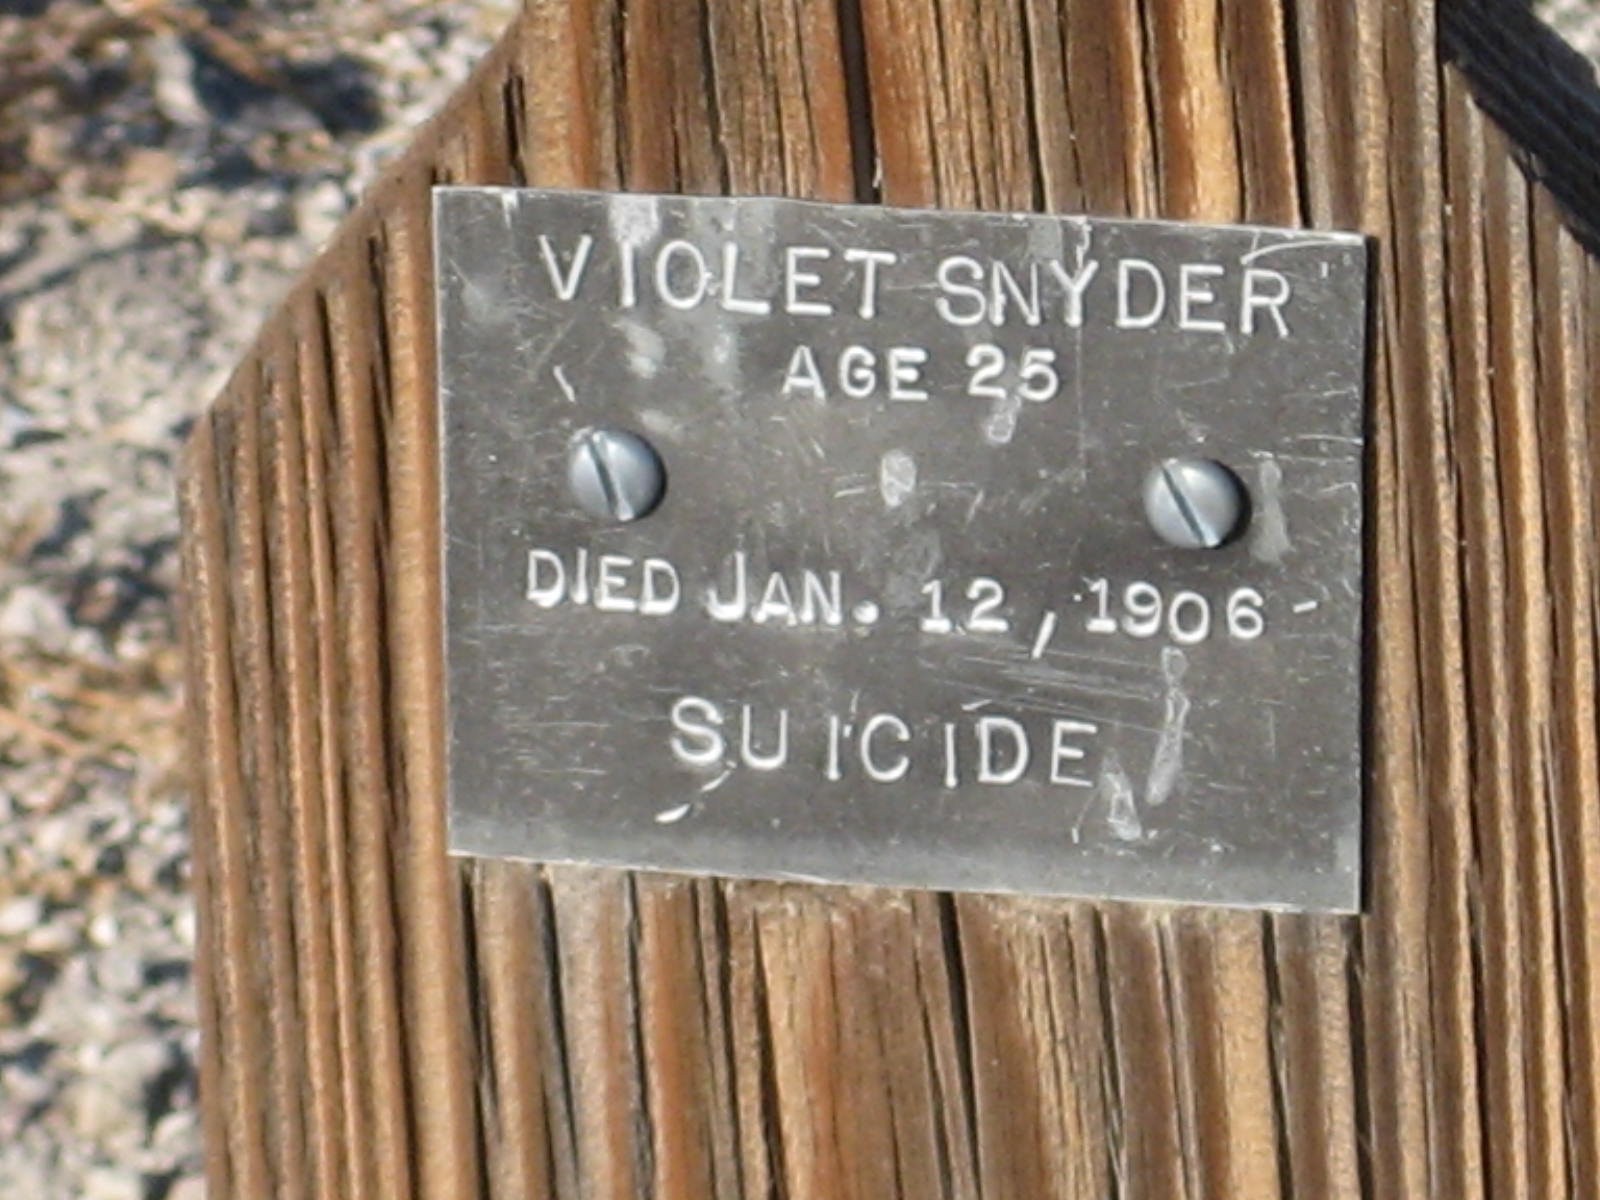 VIOLET SNYDER
AGE 25
DIED JAN. 12, 1906
SUICIDE